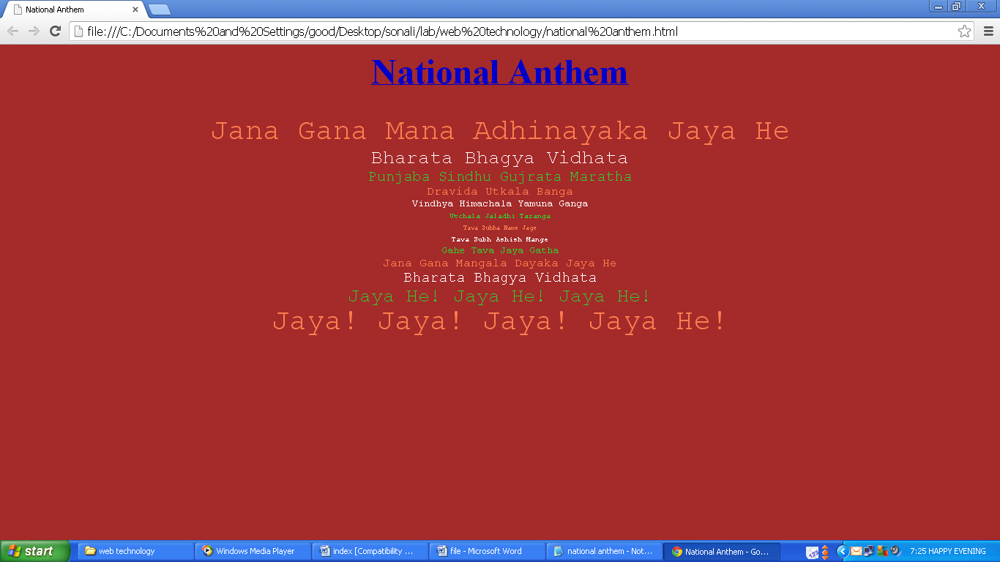 National Anthem
file:///C:/Documents%20and%20Settings/good/Desktop/sonali/lab/web%20technology/national%20anthem.html
National Anthem
Jana Gana Mana Adhinayaka Jaya He
Bharata Bhagya Vidhata
Punjaba Sindhu Gujrata Maratha
Dravida Utkala Banga
Vindhya Himachala Yamuna Ganga
Utchala Jaladhi Taranga
Tava Subha Name Jage
Tava Subh Ashish Mange
Gahe Tava Jaya Gatha
Jana Gana Mangala Dayaka Jaya He
Bharata Bhagya Vidhata
Jaya He! Jaya He! Jaya He!
Jaya! Jaya! Jaya! Jaya He!
start web technology Windows Media Player index [Compatibility ... file - Microsoft Word national anthem - Not... National Anthem - Go... 7:25 HAPPY EVENING